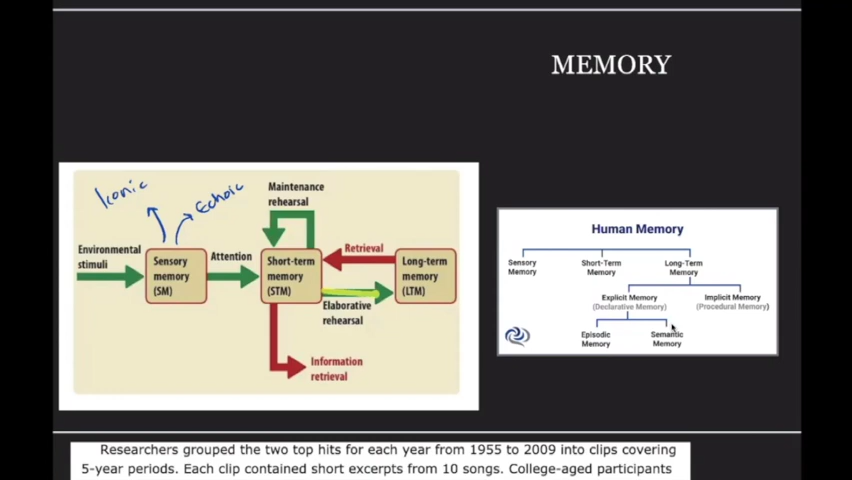 MEMORY
Iconic
Echoic
Maintenance
rehearsal
Environmental
stimuli
Sensory
memory
(SM)
Attention
Short-term
memory
(STM)
Retrieval
Long-term
memory
(LTM)
Elaborative
rehearsal
Information
retrieval
Human Memory
Sensory
Memory
Short-Term
Memory
Long-Term
Memory
Explicit Memory
(Declarative Memory)
Implicit Memory
(Procedural Memory)
Episodic
Memory
Semantic
Memory
Researchers grouped the two top hits for each year from 1955 to 2009 into clips covering
5-year periods. Each clip contained short excerpts from 10 songs. College-aged participants